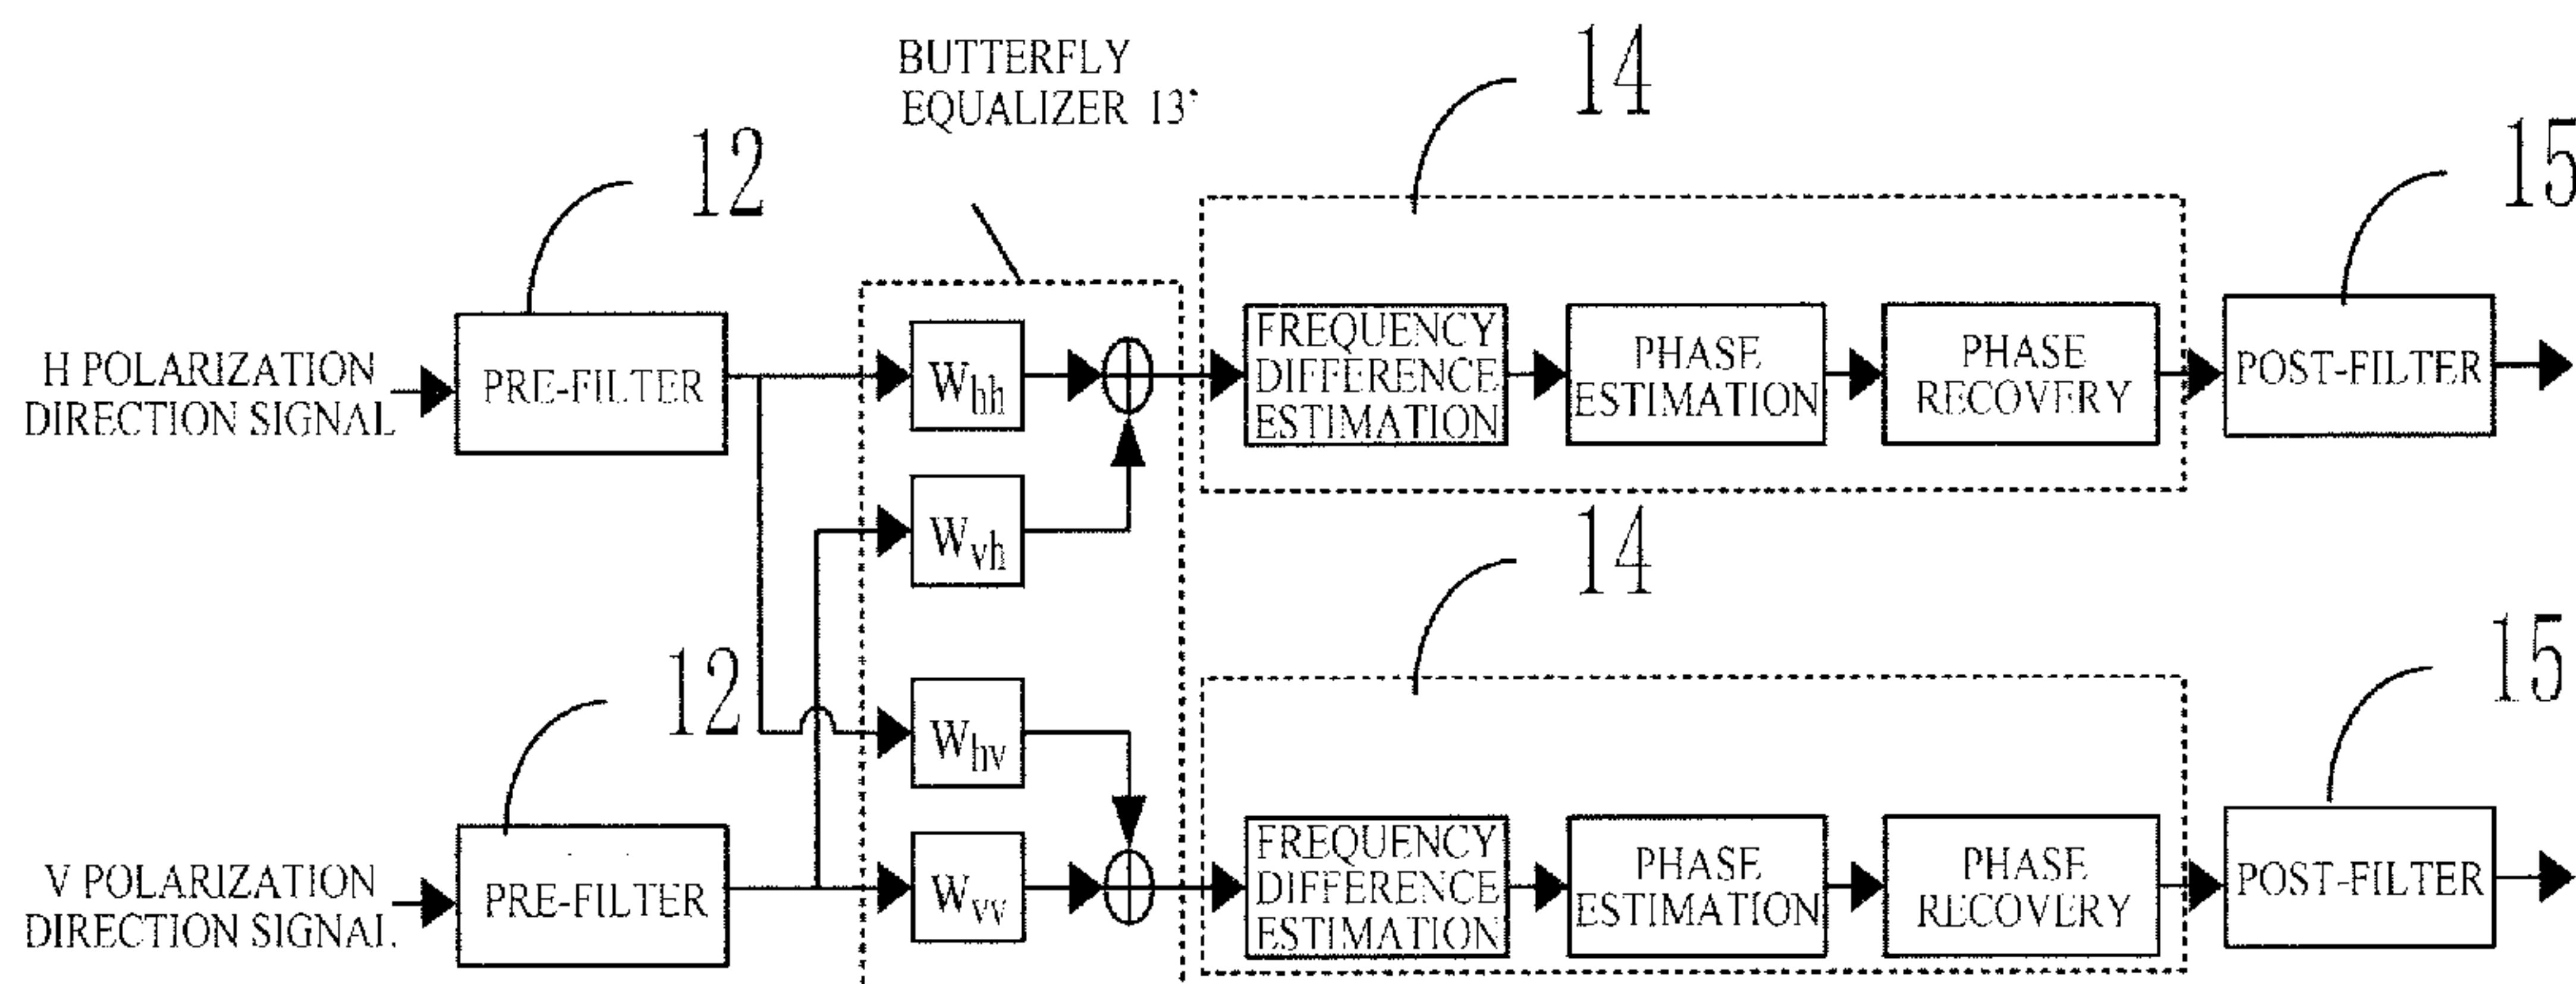 BUTTERFLY
EQUALIZER 13'
14
15
12
H POLARIZATION
DIRECTION SIGNAL
PRE-FILTER
Whh
FREQUENCY
DIFFERENCE
ESTIMATION
PHASE
ESTIMATION
PHASE
RECOVERY
POST-FILTER
Wvh
14
15
12
Whv
V POLARIZATION
DIRECTION SIGNAL
PRE-FILTER
Wvv
FREQUENCY
DIFFERENCE
ESTIMATION
PHASE
ESTIMATION
PHASE
RECOVERY
POST-FILTER